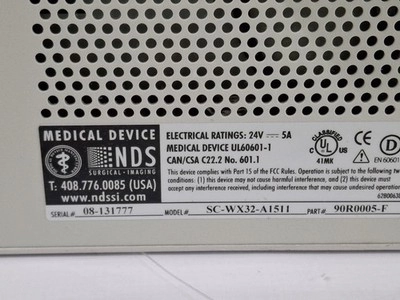 MEDICAL DEVICE
NDS
SURGICAL-IMAGING
T: 408.776.0085 (USA)
www.ndssi.com
ELECTRICAL RATINGS: 24V 5A
MEDICAL DEVICE UL60601-1
CAN/CSA C22.2 No. 601.1
This device complies with Part 15 of the FCC Rules. Operation is subject to the following two
conditions: (1) this device may not cause harmful interference, and (2) this device must
accept any interference received, including interference that may cause undesired
CLASSIFIED
UL
C US
41MK
CE
D
EN 60601
SERIAL# 08-131777
MODEL# SC-WX32-A1511
PART# 90R0005-F